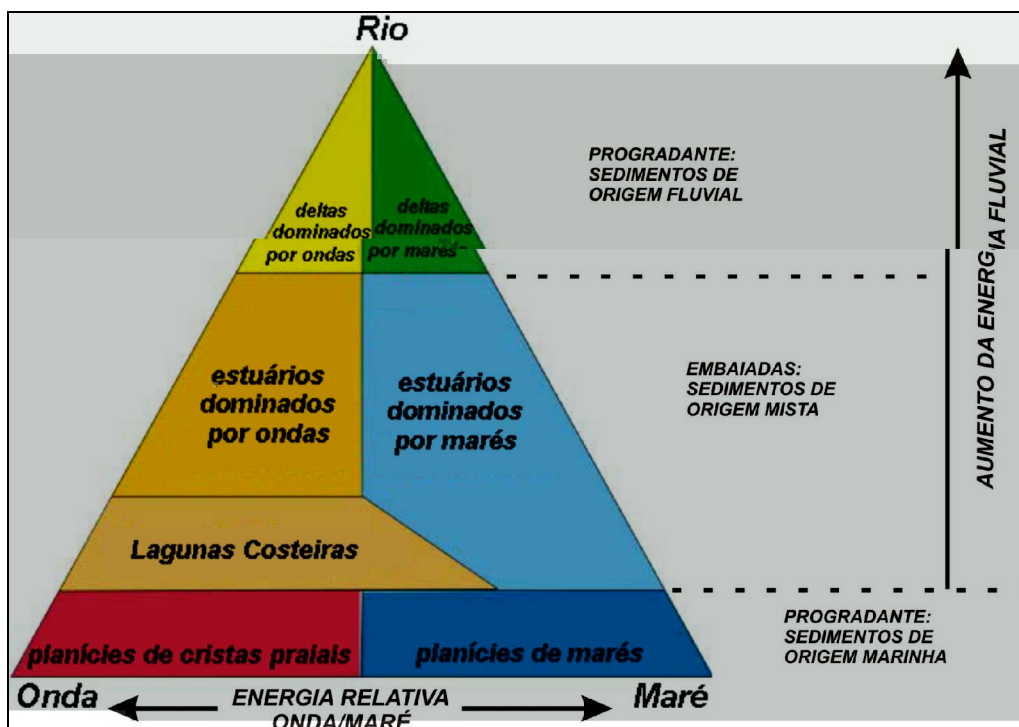 Rio
PROGRADANTE:
SEDIMENTOS DE
ORIGEM FLUVIAL
deltas
dominados
por ondas
deltas
dominados
por marés
AUMENTO DA ENERGIA FLUVIAL
estuários
dominados
por ondas
estuários
dominados
por marés
EMBAIADAS:
SEDIMENTOS DE
ORIGEM MISTA
Lagunas Costeiras
planícies de cristas praiais
planícies de marés
PROGRADANTE:
SEDIMENTOS DE
ORIGEM MARINHA
Onda
ENERGIA RELATIVA
ONDA/MARÉ
Maré